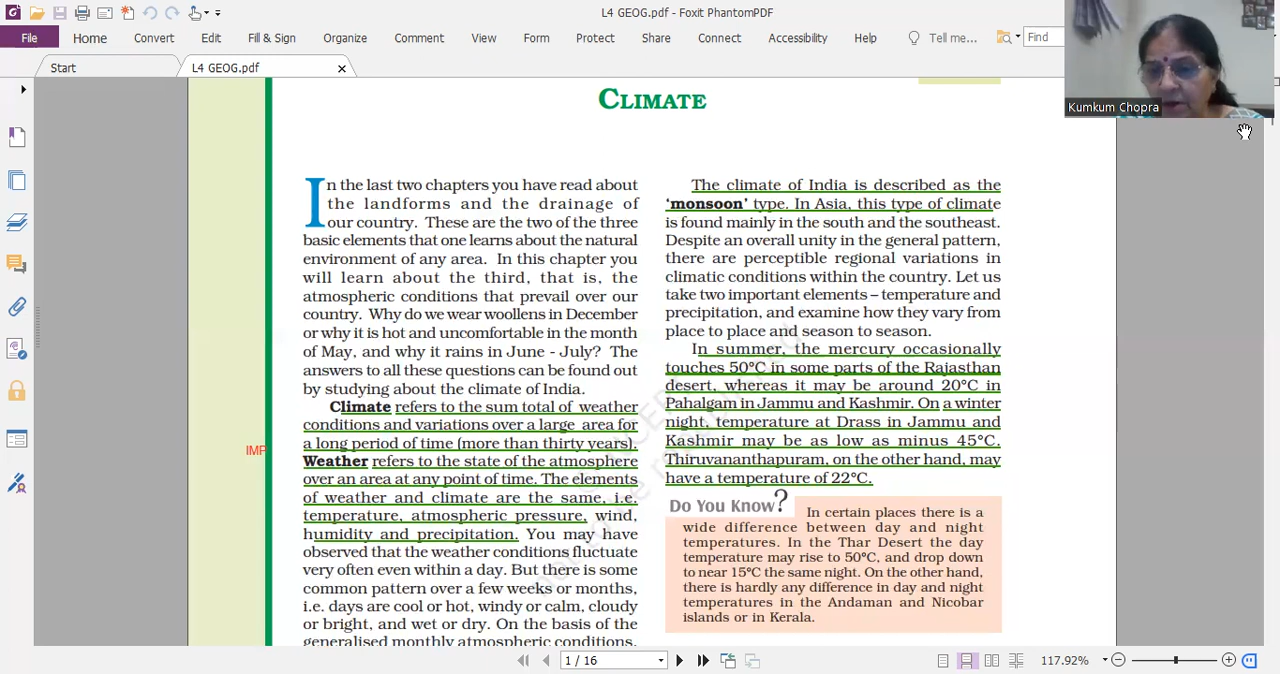 L4 GEOG.pdf - Foxit PhantomPDF
File Home Convert Edit Fill & Sign Organize Comment View Form Protect Share Connect Accessibility Help Tell me... Find
Start L4 GEOG.pdf
Kumkum Chopra
CLIMATE
In the last two chapters you have read about
the landforms and the drainage of
our country. These are the two of the three
basic elements that one learns about the natural
environment of any area. In this chapter you
will learn about the third, that is, the
atmospheric conditions that prevail over our
country. Why do we wear woollens in December
or why it is hot and uncomfortable in the month
of May, and why it rains in June - July? The
answers to all these questions can be found out
by studying about the climate of India.
Climate refers to the sum total of weather
conditions and variations over a large area for
a long period of time (more than thirty years).
IMP
Weather refers to the state of the atmosphere
over an area at any point of time. The elements
of weather and climate are the same, i.e.
temperature, atmospheric pressure, wind,
humidity and precipitation. You may have
observed that the weather conditions fluctuate
very often even within a day. But there is some
common pattern over a few weeks or months,
i.e. days are cool or hot, windy or calm, cloudy
or bright, and wet or dry. On the basis of the
generalised monthly atmospheric conditions,
The climate of India is described as the
‘monsoon’ type. In Asia, this type of climate
is found mainly in the south and the southeast.
Despite an overall unity in the general pattern,
there are perceptible regional variations in
climatic conditions within the country. Let us
take two important elements – temperature and
precipitation, and examine how they vary from
place to place and season to season.
In summer, the mercury occasionally
touches 50°C in some parts of the Rajasthan
desert, whereas it may be around 20°C in
Pahalgam in Jammu and Kashmir. On a winter
night, temperature at Drass in Jammu and
Kashmir may be as low as minus 45°C.
Thiruvananthapuram, on the other hand, may
have a temperature of 22°C.
Do You Know?
In certain places there is a
wide difference between day and night
temperatures. In the Thar Desert the day
temperature may rise to 50°C, and drop down
to near 15°C the same night. On the other hand,
there is hardly any difference in day and night
temperatures in the Andaman and Nicobar
islands or in Kerala.
1 / 16
117.92%